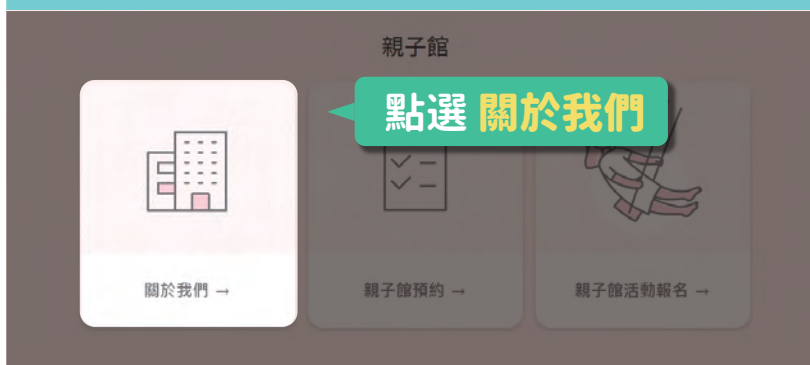 親子館
點選 關於我們
關於我們 →
親子館預約 →
親子館活動報名 →